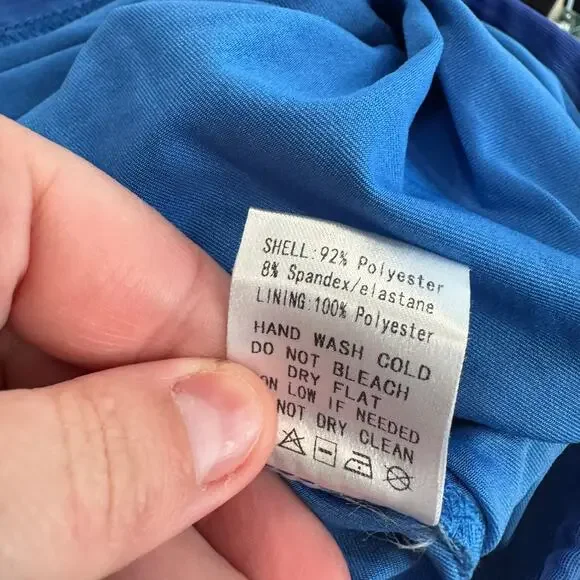 SHELL:92% Polyester
8% Spandex/elastane
LINING:100% Polyester
HAND WASH COLD
DO NOT BLEACH
DRY FLAT
ON LOW IF NEEDED
NOT DRY CLEAN